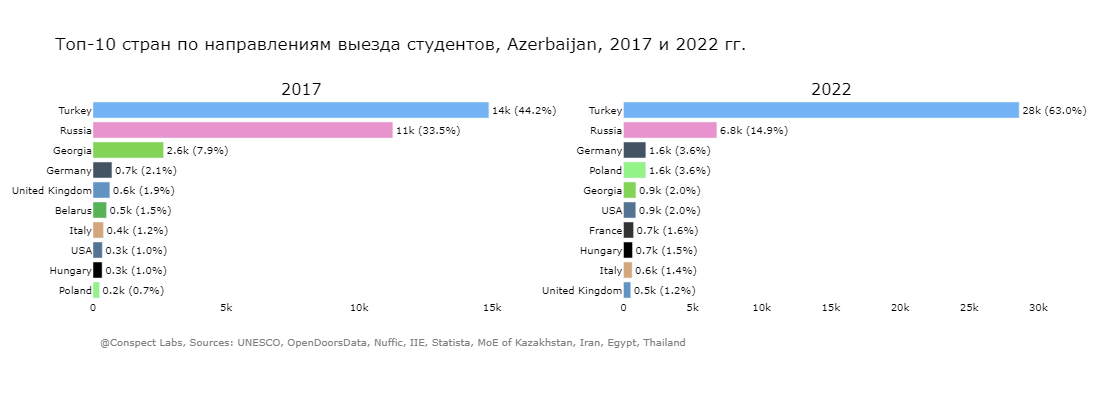 Топ-10 стран по направлениям выезда студентов, Azerbaijan, 2017 и 2022 гг.
2017
Turkey 14k (44.2%)
Russia 11k (33.5%)
Georgia 2.6k (7.9%)
Germany 0.7k (2.1%)
United Kingdom 0.6k (1.9%)
Belarus 0.5k (1.5%)
Italy 0.4k (1.2%)
USA 0.3k (1.0%)
Hungary 0.3k (1.0%)
Poland 0.2k (0.7%)
0 5k 10k 15k
2022
Turkey 28k (63.0%)
Russia 6.8k (14.9%)
Germany 1.6k (3.6%)
Poland 1.6k (3.6%)
Georgia 0.9k (2.0%)
USA 0.9k (2.0%)
France 0.7k (1.6%)
Hungary 0.7k (1.5%)
Italy 0.6k (1.4%)
United Kingdom 0.5k (1.2%)
0 5k 10k 15k 20k 25k 30k
@Conspect Labs, Sources: UNESCO, OpenDoorsData, Nuffic, IIE, Statista, MoE of Kazakhstan, Iran, Egypt, Thailand